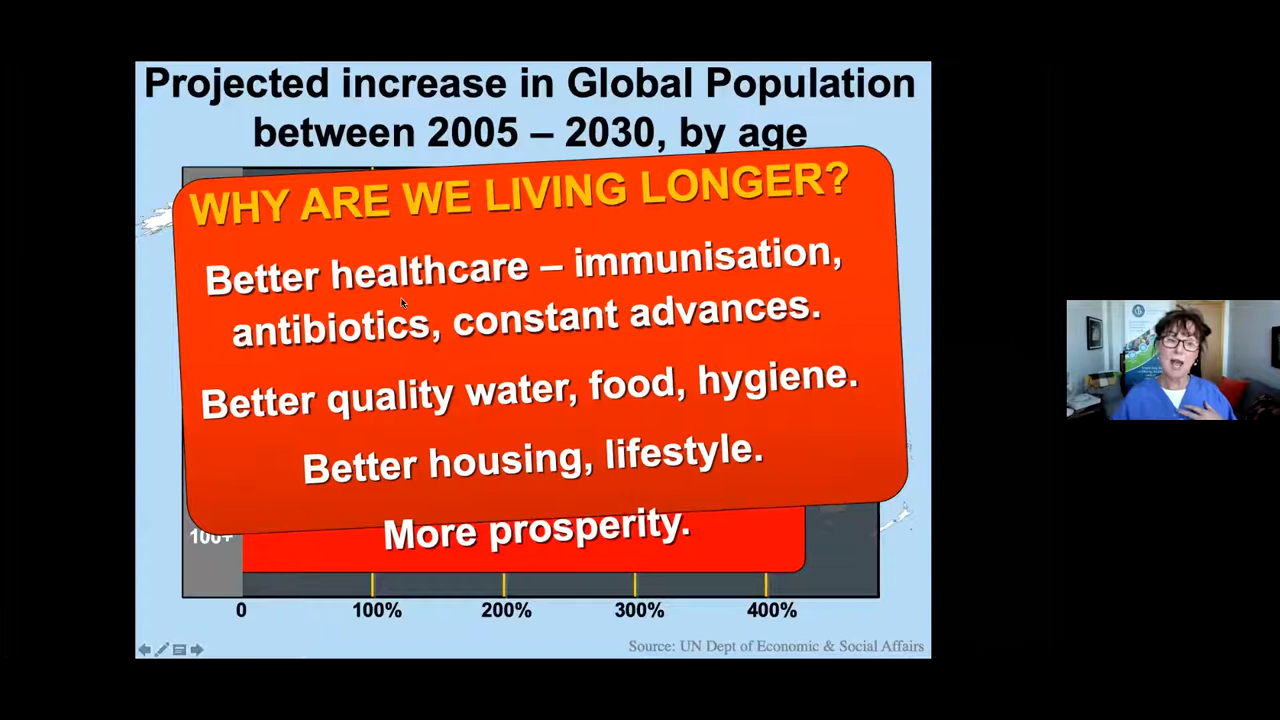 Projected increase in Global Population
between 2005 – 2030, by age
WHY ARE WE LIVING LONGER?
Better healthcare – immunisation,
antibiotics, constant advances.
Better quality water, food, hygiene.
Better housing, lifestyle.
More prosperity.
100+
0 100% 200% 300% 400%
Source: UN Dept of Economic & Social Affairs